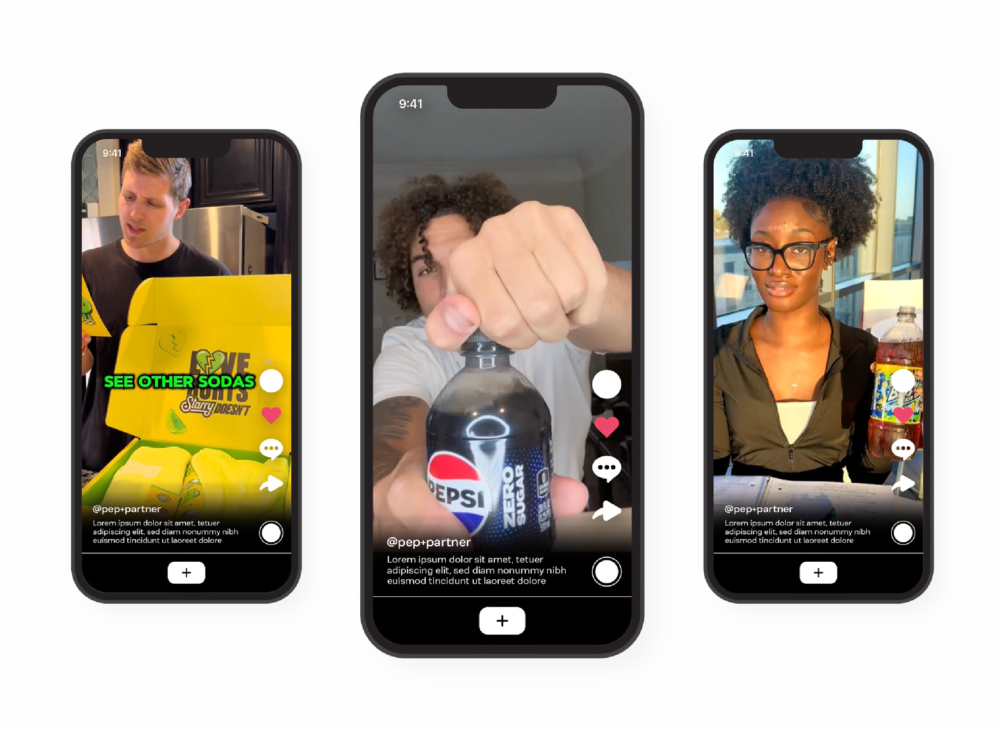 9:41
LOVE
SEE OTHER SODAS
HURTS
Starry DOESN'T
Starry
@pep+partner
Lorem ipsum dolor sit amet, tetuer
adipiscing elit, sed diam nonummy nibh
euismod tincidunt ut laoreet dolore
+
9:41
PEPSI
ZERO
SUGAR
@pep+partner
Lorem ipsum dolor sit amet, tetuer
adipiscing elit, sed diam nonummy nibh
euismod tincidunt ut laoreet dolore
+
9:41
@pep+partner
Lorem ipsum dolor sit amet, tetuer
adipiscing elit, sed diam nonummy nibh
euismod tincidunt ut laoreet dolore
+